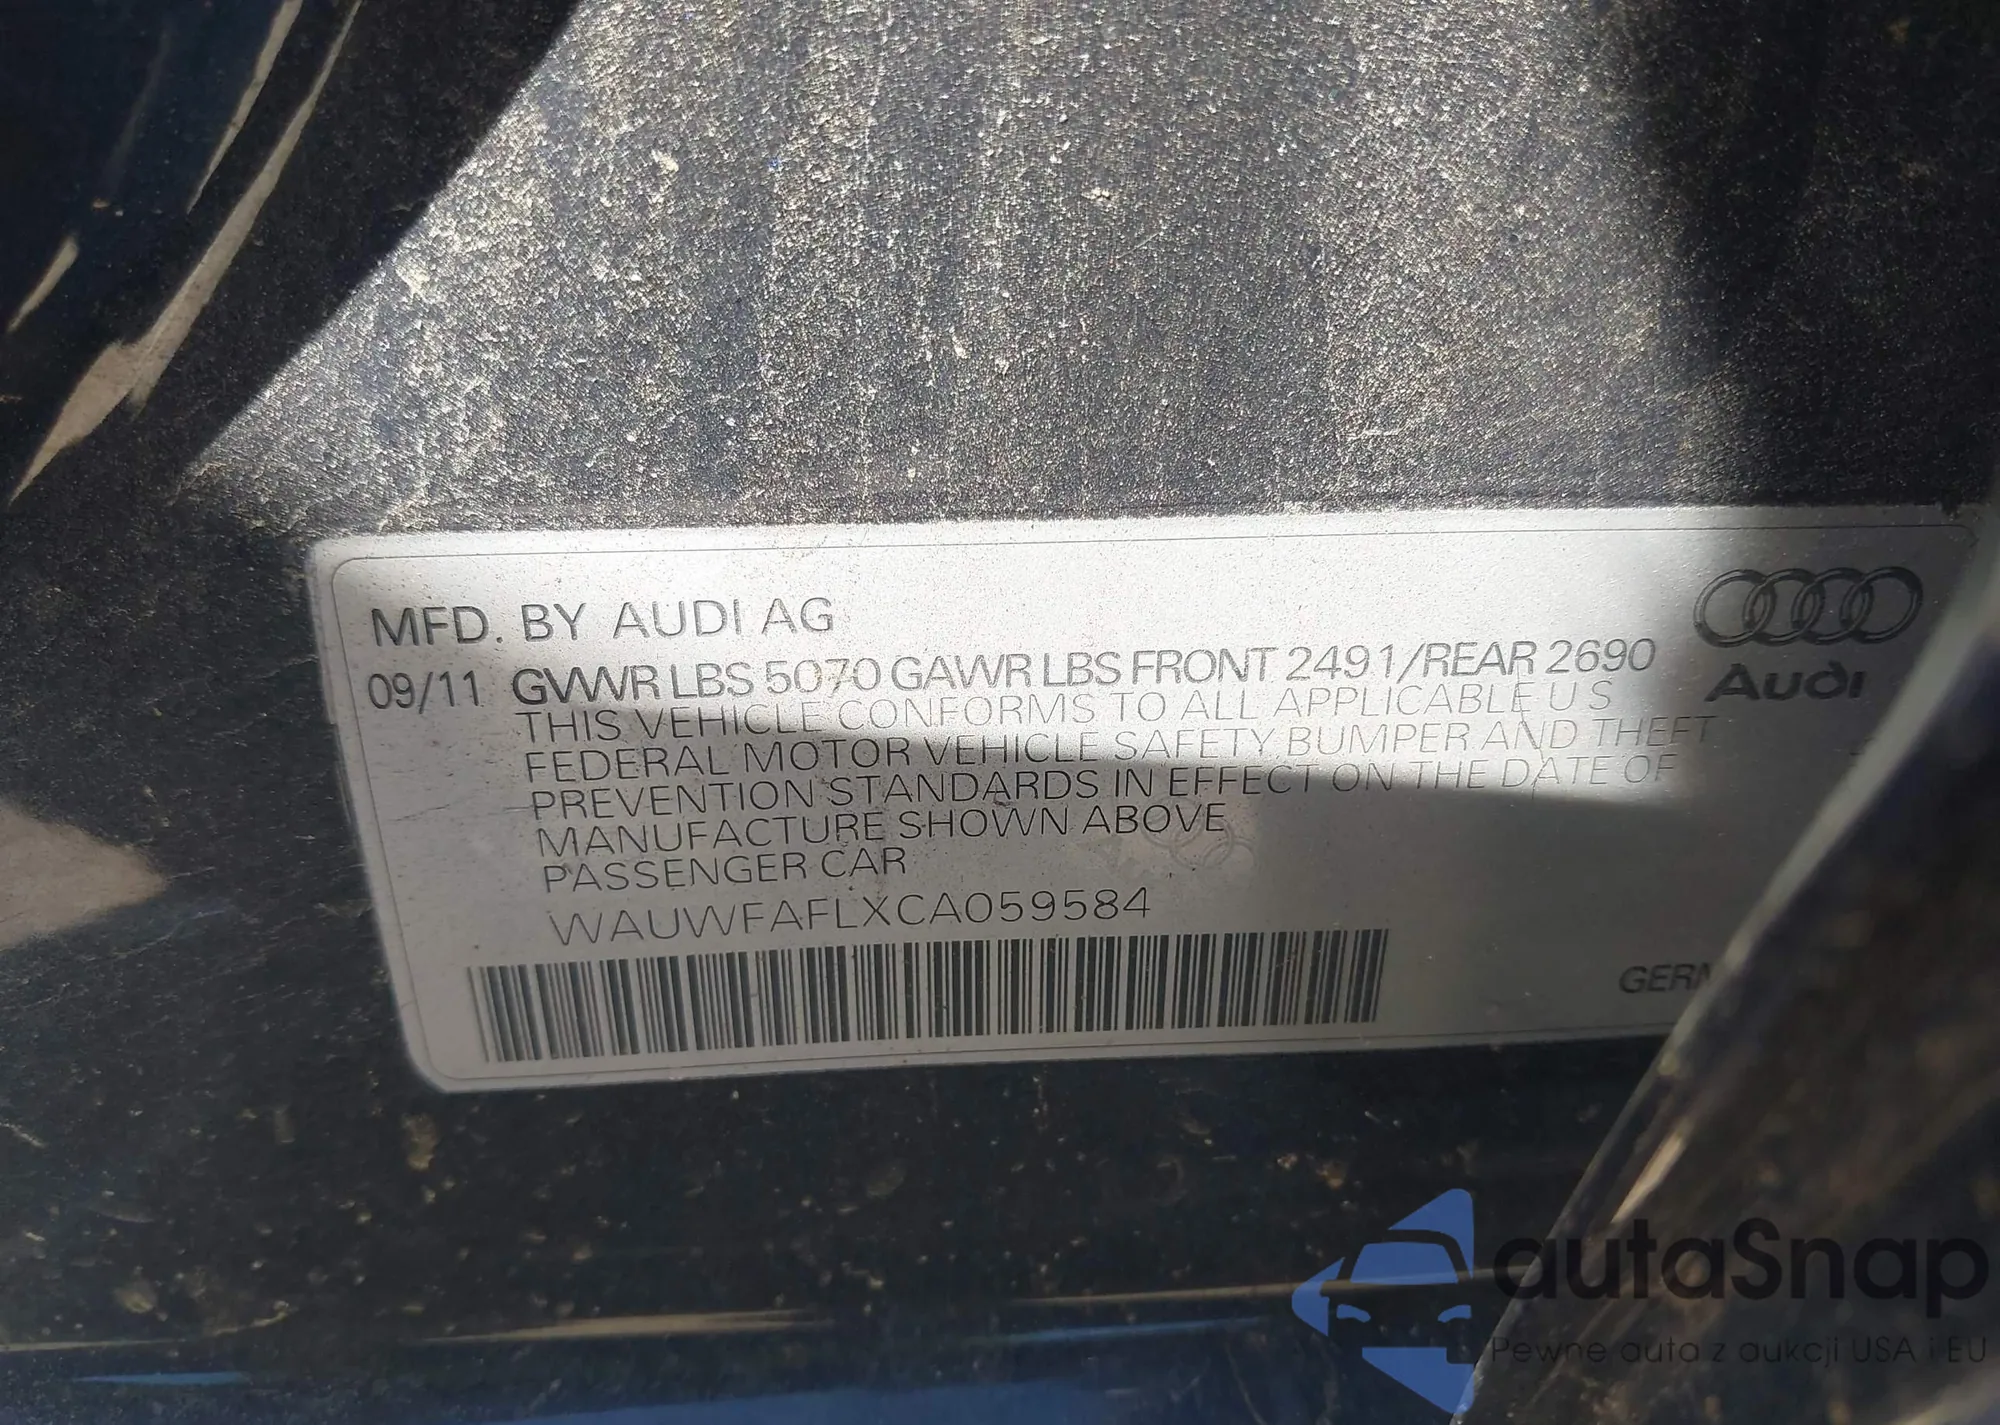 MFD. BY AUDI AG
09/11 GVWR LBS 5070 GAWR LBS FRONT 2491/REAR 2690
THIS VEHICLE CONFORMS TO ALL APPLICABLE U S
FEDERAL MOTOR VEHICLE SAFETY BUMPER AND THEFT
PREVENTION STANDARDS IN EFFECT ON THE DATE OF
MANUFACTURE SHOWN ABOVE
PASSENGER CAR
WAUWFAFLXCA059584
Audi
GERM
autaSnap
Pewne auta z aukcji USA i EU